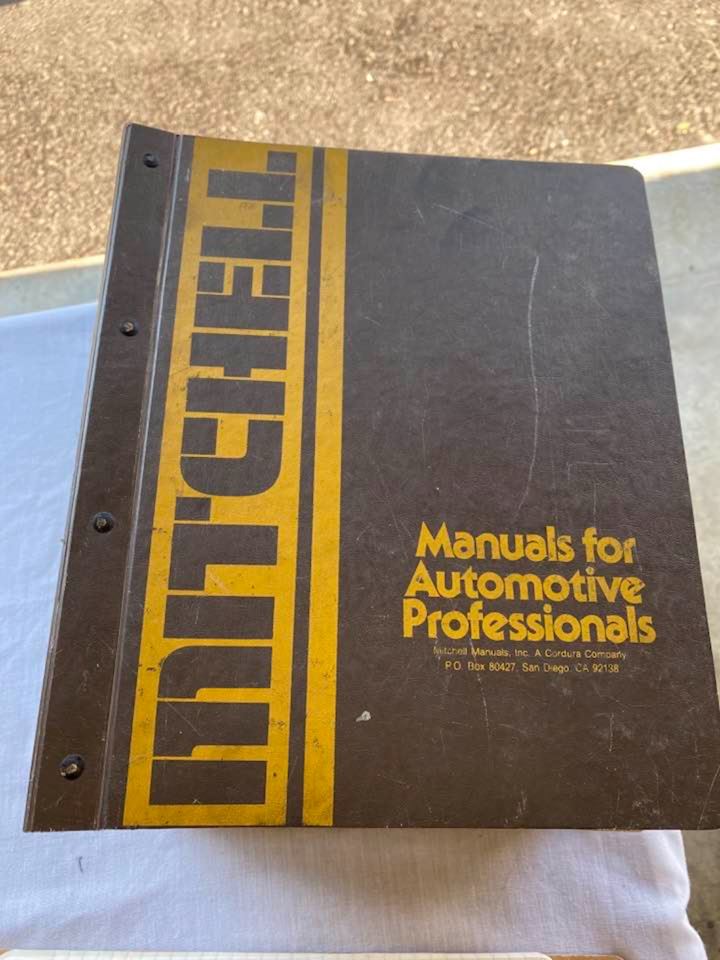 MITCHELL
Manuals for
Automotive
Professionals
Mitchell Manuals, Inc. A Cordura Company
P.O. Box 80427, San Diego, CA 92138